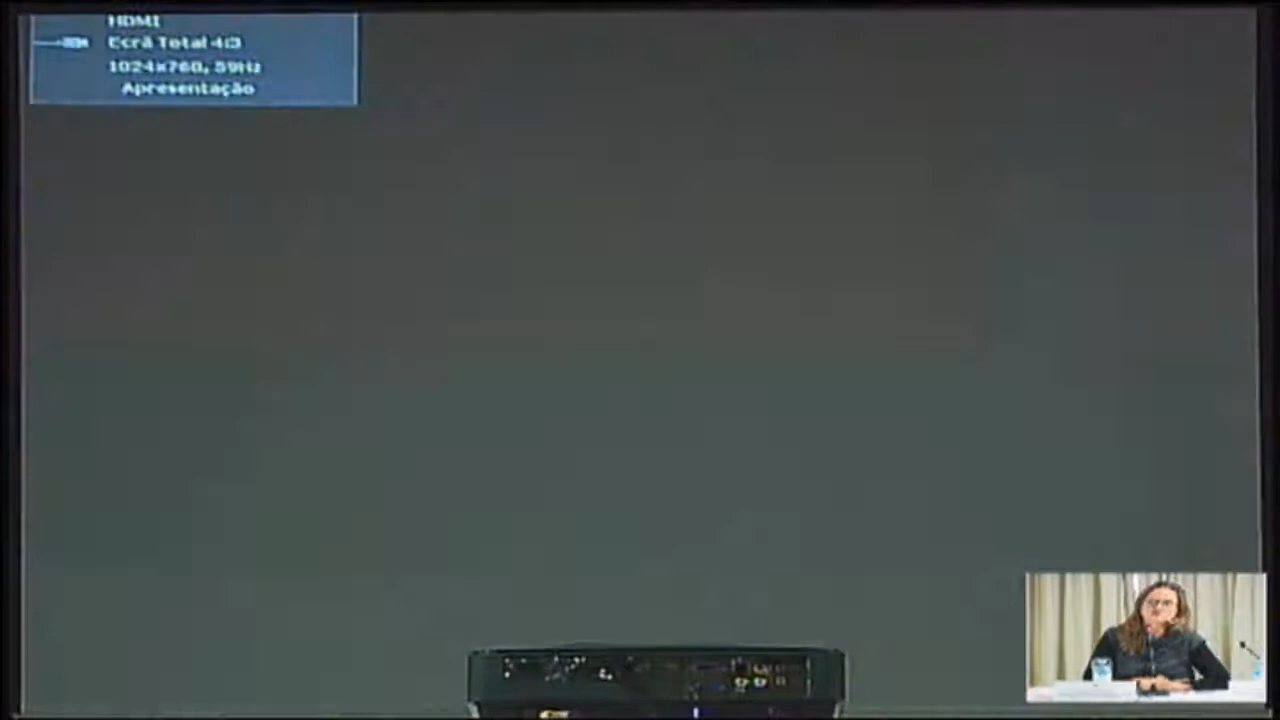 HDMI
Ecrã Total 4:3
1024x768, 59Hz
Apresentação